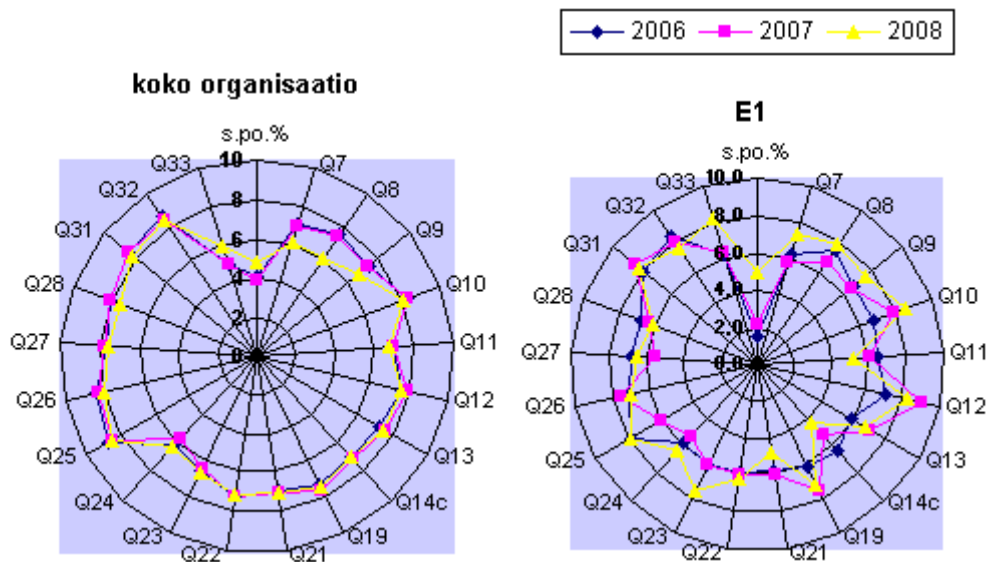 2006 2007 2008
koko organisaatio
s.po.%
10
8
6
4
2
0
Q7
Q8
Q9
Q10
Q11
Q12
Q13
Q14c
Q19
Q21
Q22
Q23
Q24
Q25
Q26
Q27
Q28
Q31
Q32
Q33
E1
s.po.%
10,0
8,0
6,0
4,0
2,0
0,0
Q7
Q8
Q9
Q10
Q11
Q12
Q13
Q14c
Q19
Q21
Q22
Q23
Q24
Q25
Q26
Q27
Q28
Q31
Q32
Q33